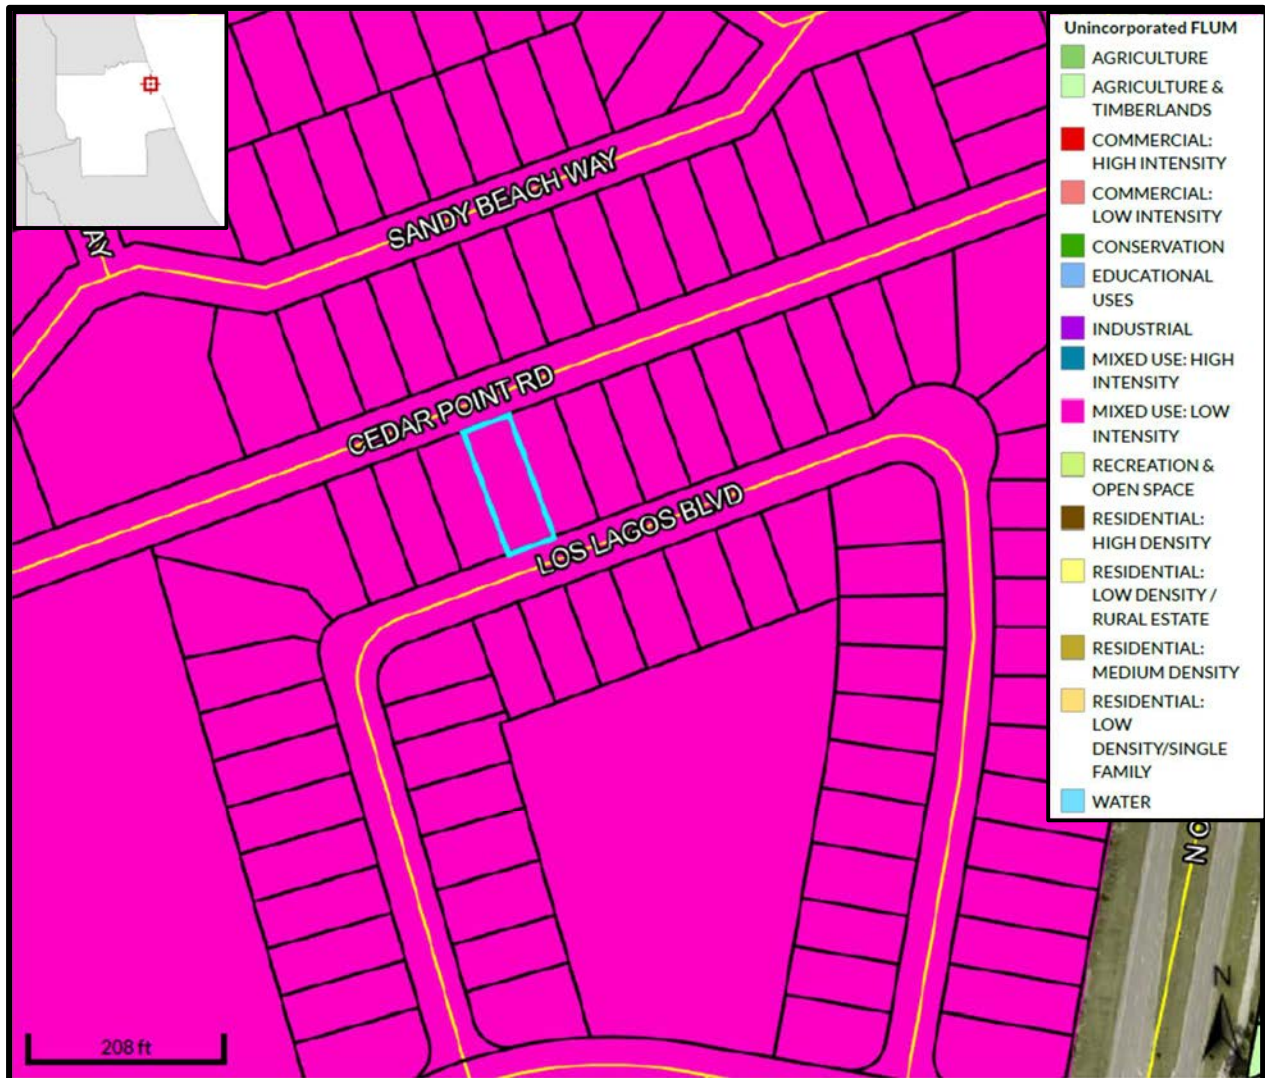 Unincorporated FLUM
AGRICULTURE
AGRICULTURE &
TIMBERLANDS
COMMERCIAL:
HIGH INTENSITY
COMMERCIAL:
LOW INTENSITY
CONSERVATION
EDUCATIONAL
USES
INDUSTRIAL
MIXED USE: HIGH
INTENSITY
MIXED USE: LOW
INTENSITY
RECREATION &
OPEN SPACE
RESIDENTIAL:
HIGH DENSITY
RESIDENTIAL:
LOW DENSITY /
RURAL ESTATE
RESIDENTIAL:
MEDIUM DENSITY
RESIDENTIAL:
LOW
DENSITY/SINGLE
FAMILY
WATER
SANDY BEACH WAY
AY
CEDAR POINT RD
LOS LAGOS BLVD
N O
N
208 ft